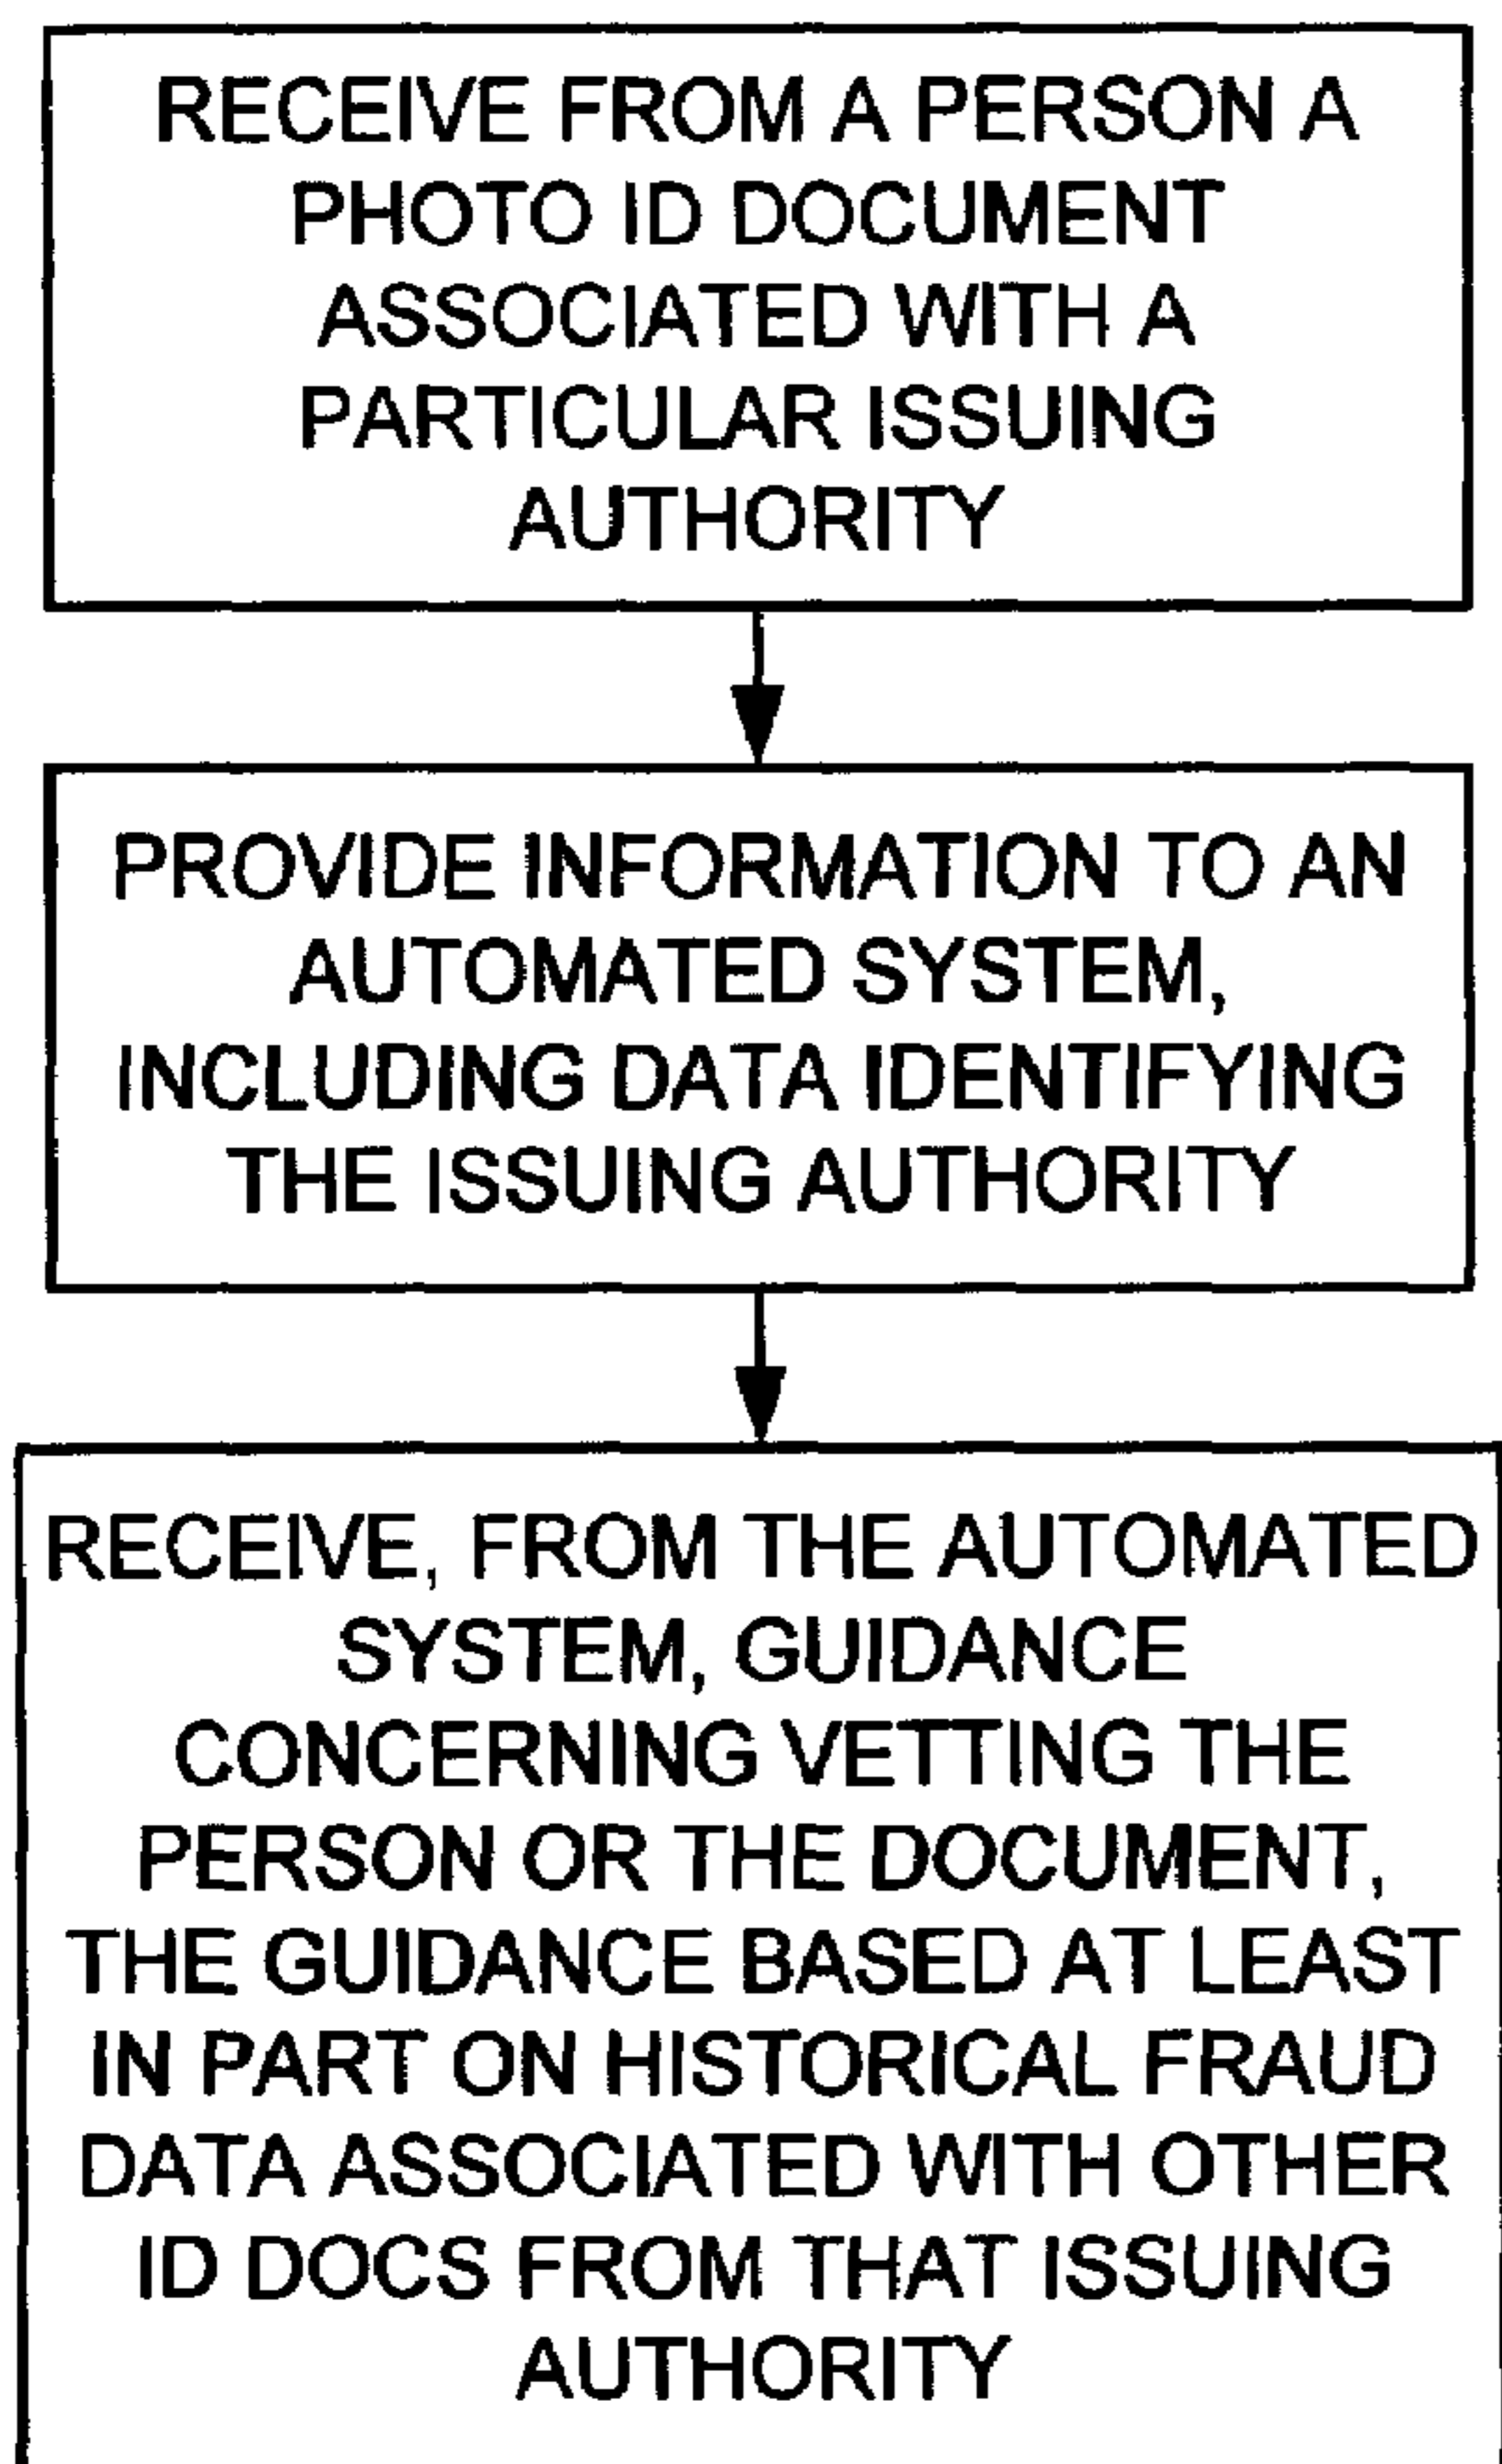 RECEIVE FROM A PERSON A
PHOTO ID DOCUMENT
ASSOCIATED WITH A
PARTICULAR ISSUING
AUTHORITY
PROVIDE INFORMATION TO AN
AUTOMATED SYSTEM,
INCLUDING DATA IDENTIFYING
THE ISSUING AUTHORITY
RECEIVE, FROM THE AUTOMATED
SYSTEM, GUIDANCE
CONCERNING VETTING THE
PERSON OR THE DOCUMENT,
THE GUIDANCE BASED AT LEAST
IN PART ON HISTORICAL FRAUD
DATA ASSOCIATED WITH OTHER
ID DOCS FROM THAT ISSUING
AUTHORITY